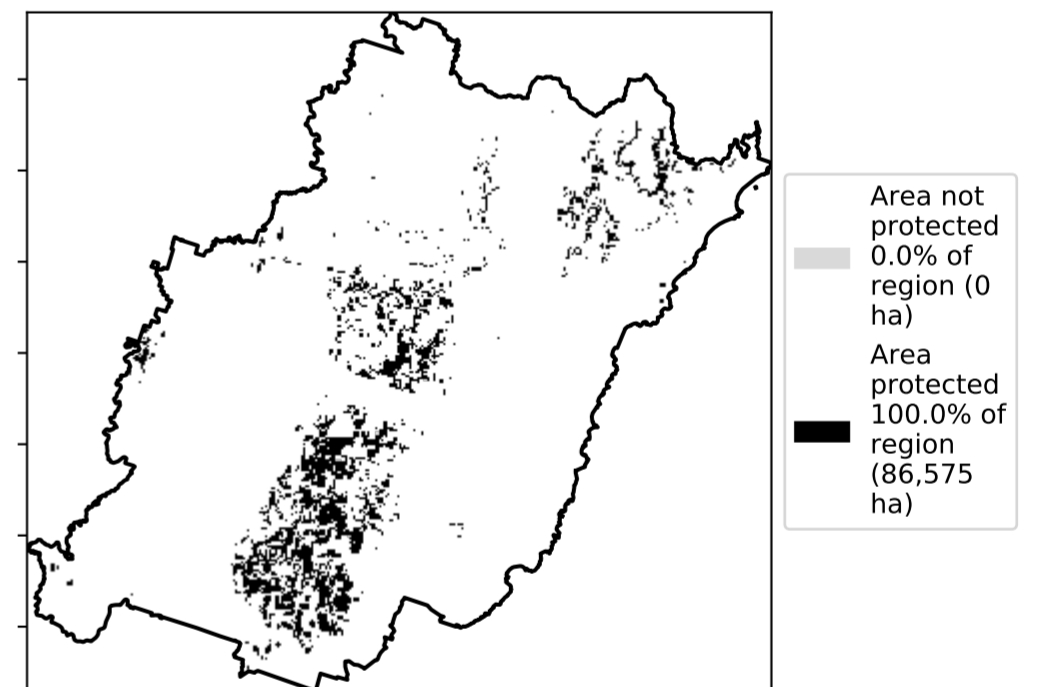 Area not
protected
0.0% of
region (0
ha)
Area
protected
100.0% of
region
(86,575
ha)